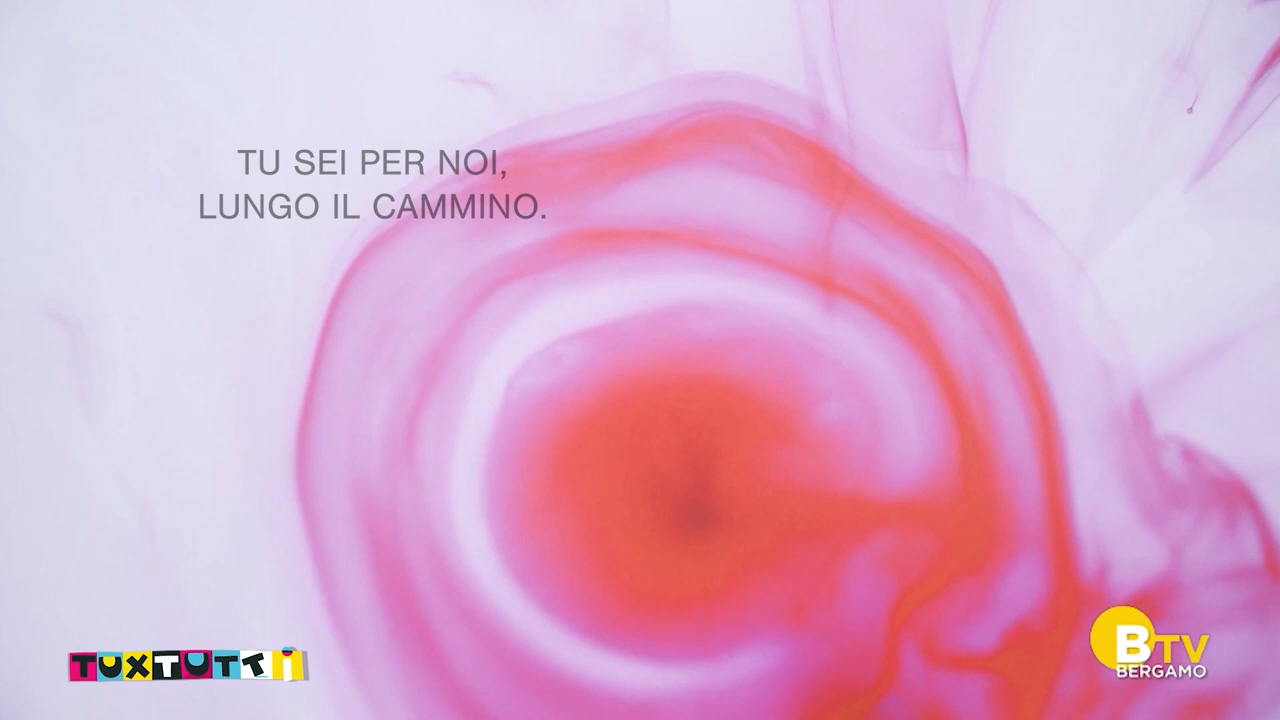 TU SEI PER NOI,
LUNGO IL CAMMINO.
TUXTUTTi
BTV
BERGAMO